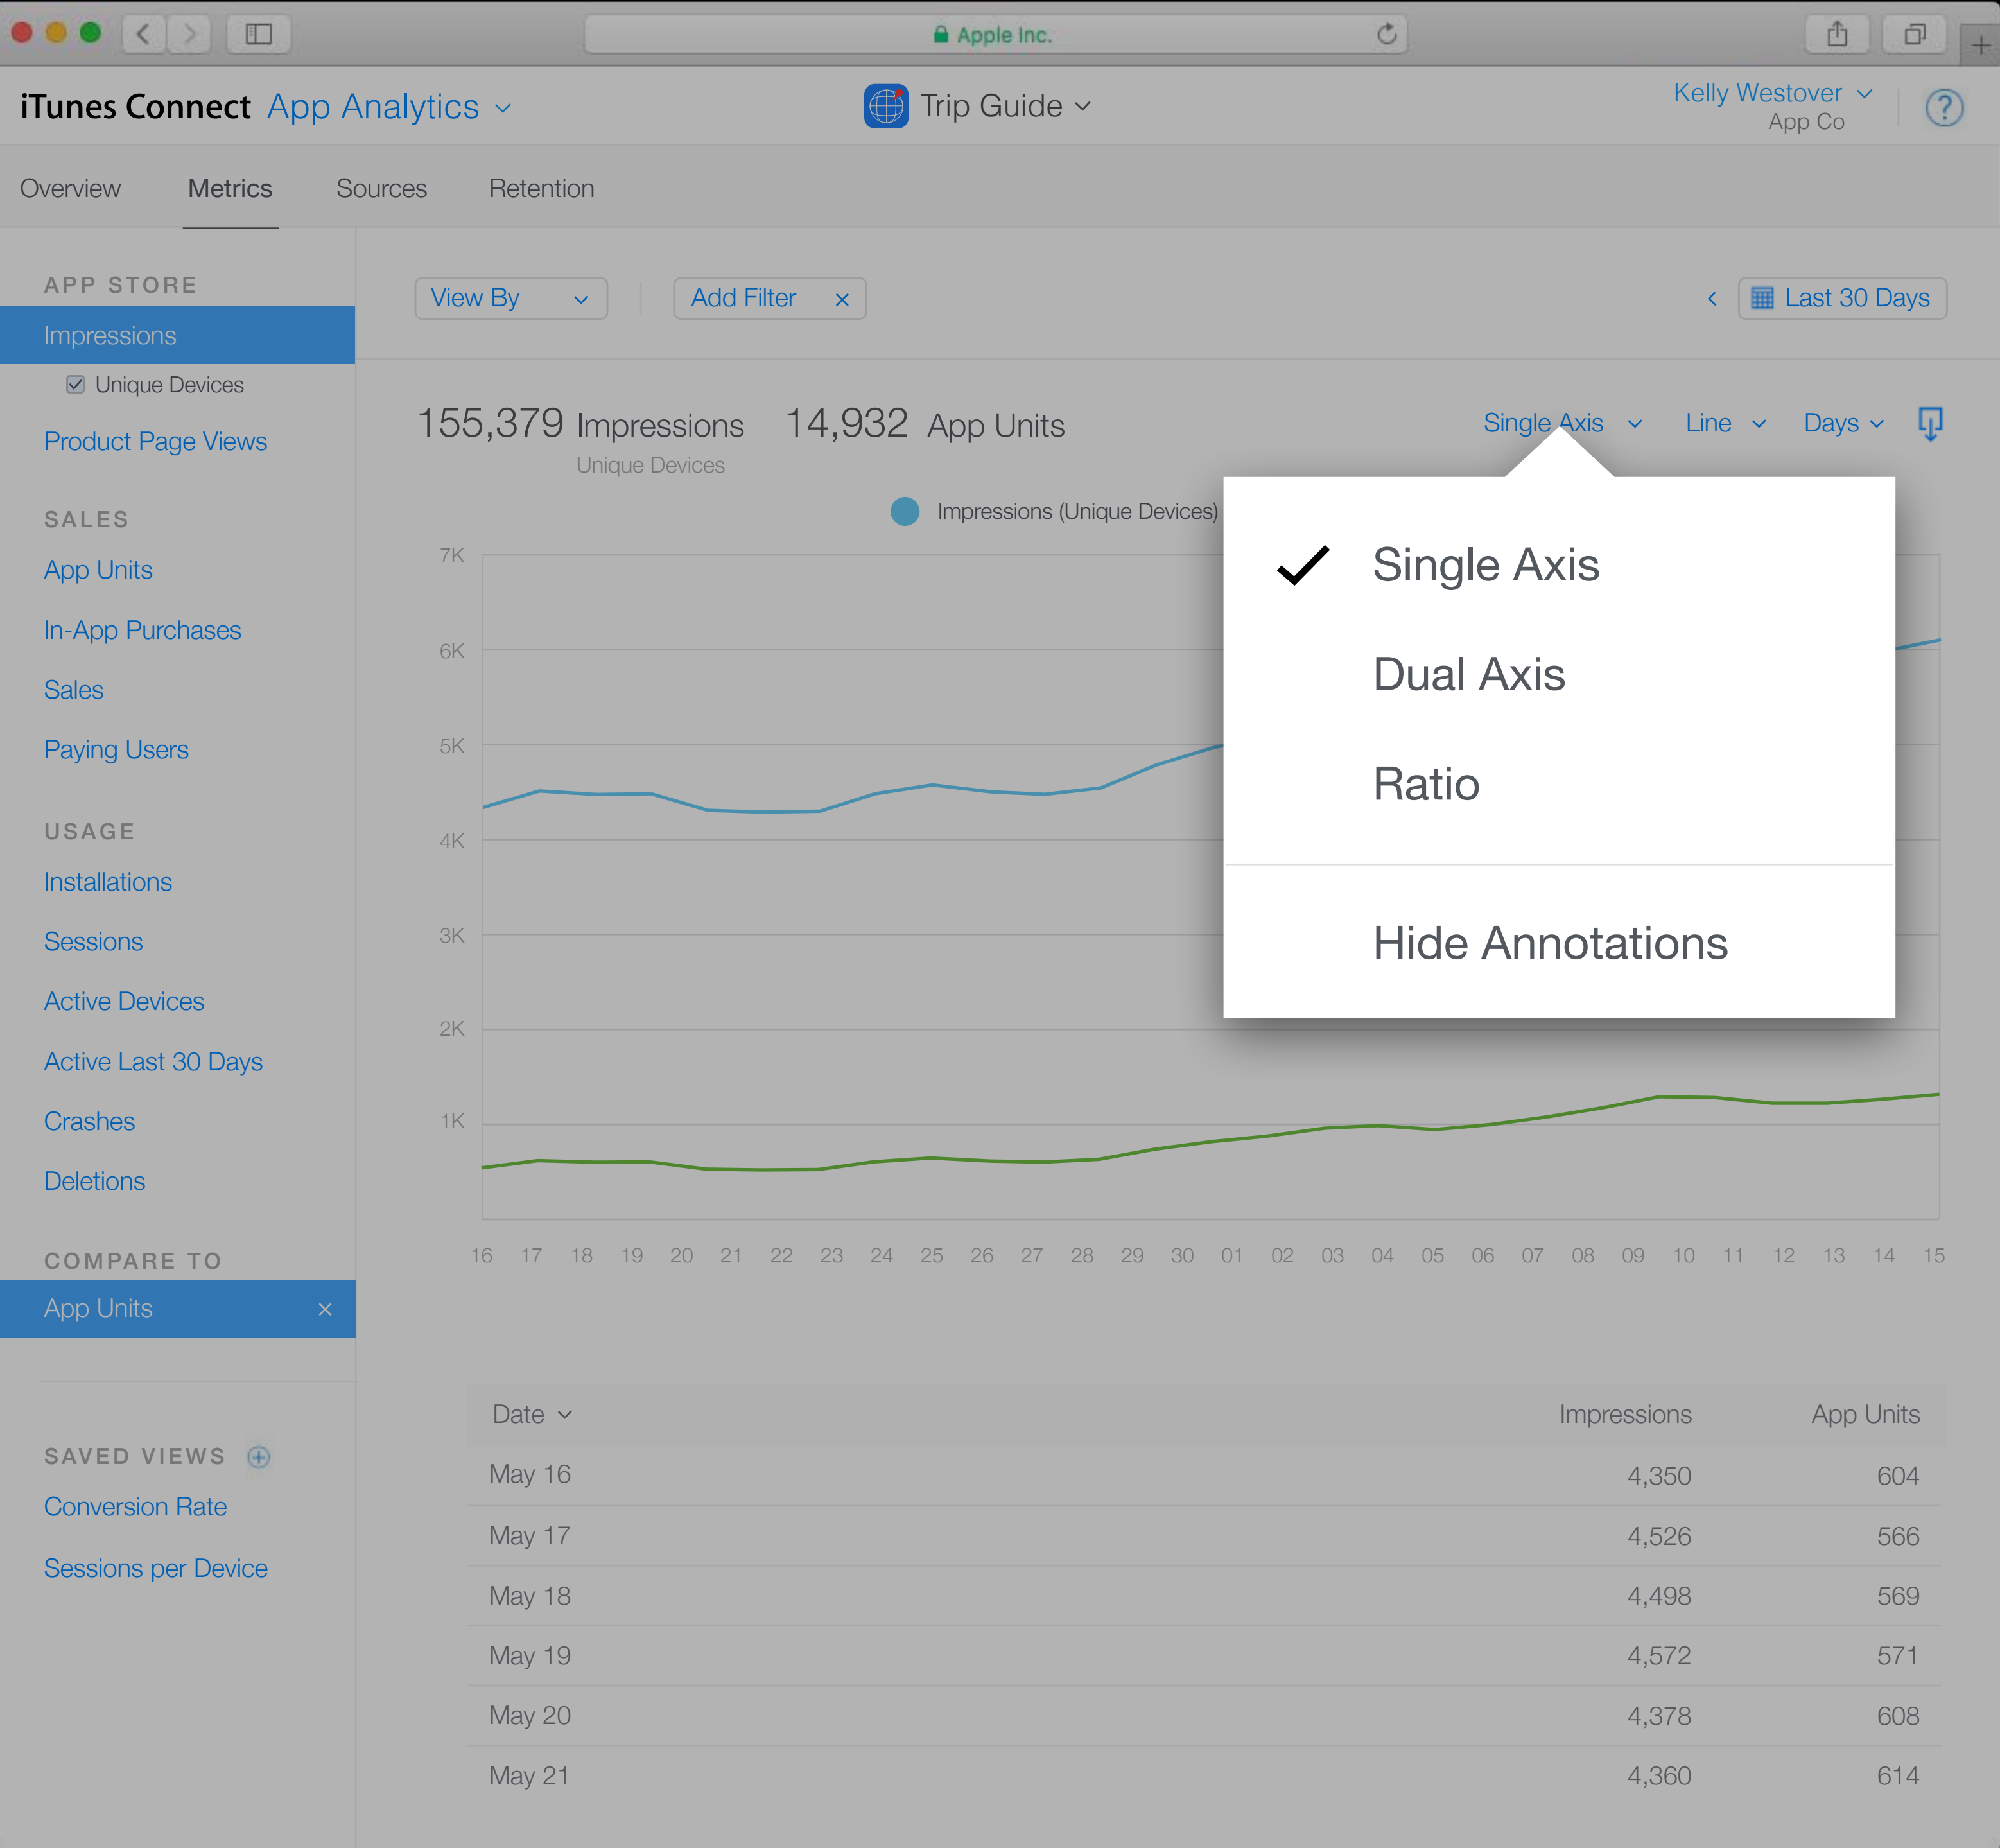 Apple Inc.
iTunes Connect App Analytics
Trip Guide
Kelly Westover
App Co
?
Overview Metrics Sources Retention
APP STORE
Impressions
Unique Devices
Product Page Views
SALES
App Units
In-App Purchases
Sales
Paying Users
USAGE
Installations
Sessions
Active Devices
Active Last 30 Days
Crashes
Deletions
COMPARE TO
App Units
SAVED VIEWS
Conversion Rate
Sessions per Device
View By Add Filter Last 30 Days
155,379 Impressions 14,932 App Units
Unique Devices
Single Axis Line Days
Impressions (Unique Devices)
Single Axis
Dual Axis
Ratio
Hide Annotations
7K
6K
5K
4K
3K
2K
1K
16 17 18 19 20 21 22 23 24 25 26 27 28 29 30 01 02 03 04 05 06 07 08 09 10 11 12 13 14 15
Date Impressions App Units
May 16 4,350 604
May 17 4,526 566
May 18 4,498 569
May 19 4,572 571
May 20 4,378 608
May 21 4,360 614